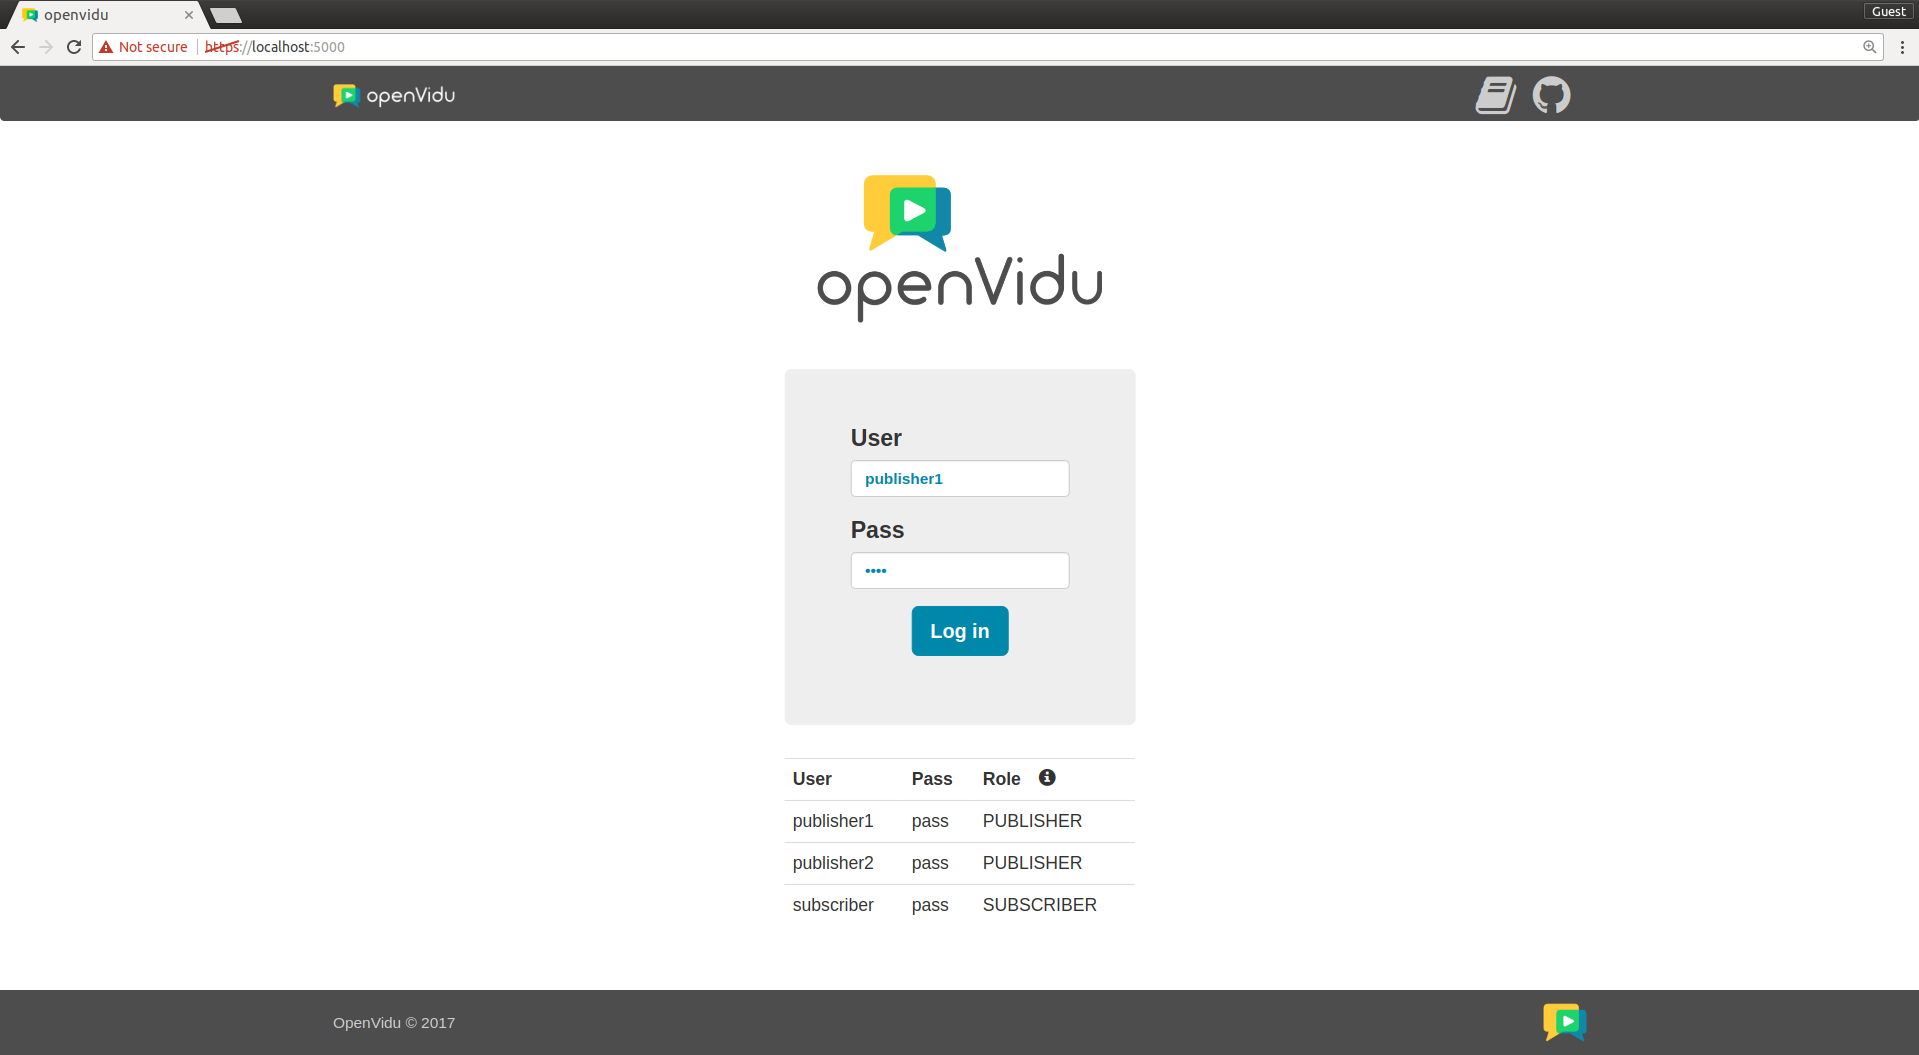 openvidu
Guest
Not secure https://localhost:5000
openVidu
openVidu
User
publisher1
Pass
••••
Log in
User Pass Role
publisher1 pass PUBLISHER
publisher2 pass PUBLISHER
subscriber pass SUBSCRIBER
OpenVidu © 2017